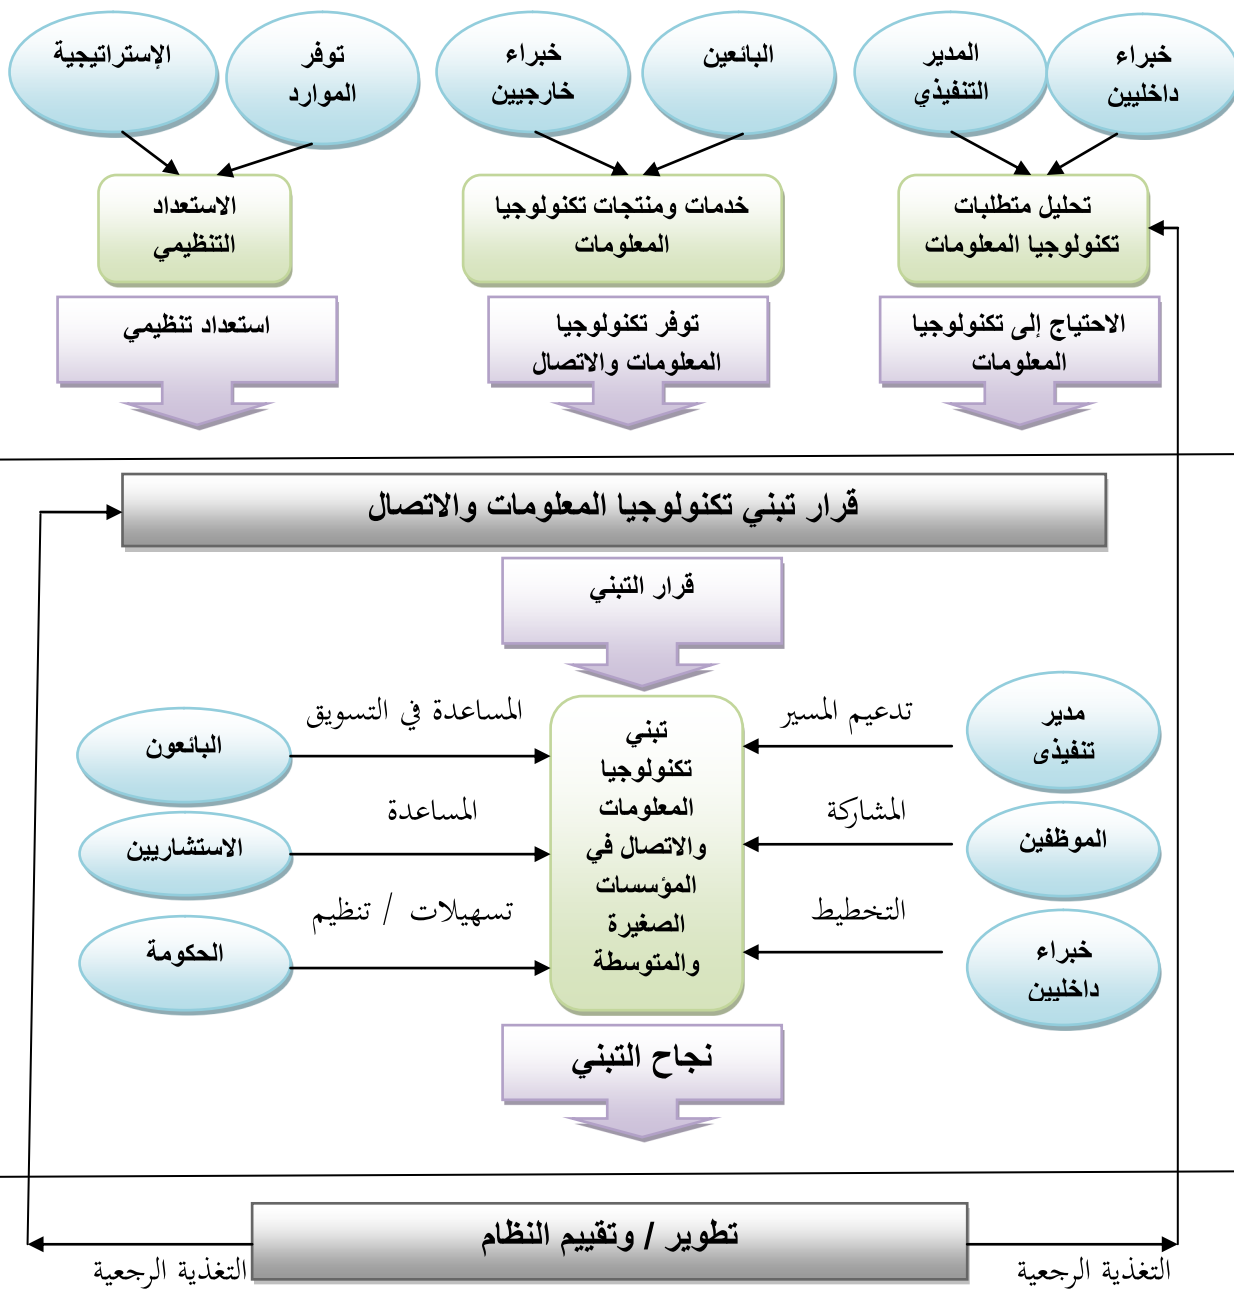 خبراء
داخليين
المدير
التنفيذي
البائعين
خبراء
خارجيين
توفر
الموارد
الإستراتيجية
تحليل متطلبات
تكنولوجيا المعلومات
خدمات ومنتجات تكنولوجيا
المعلومات
الاستعداد
التنظيمي
الاحتياج إلى تكنولوجيا
المعلومات
توفر تكنولوجيا
المعلومات والاتصال
استعداد تنظيمي
قرار تبني تكنولوجيا المعلومات والاتصال
قرار التبني
مدير
تنفيذى
تدعيم المسير
الموظفين
المشاركة
خبراء
داخليين
التخطيط
تبني
تكنولوجيا
المعلومات
والاتصال في
المؤسسات
الصغيرة
والمتوسطة
المساعدة في التسويق
البائعون
المساعدة
الاستشاريين
تسهيلات / تنظيم
الحكومة
نجاح التبني
تطوير / وتقييم النظام
التغذية الرجعية
التغذية الرجعية